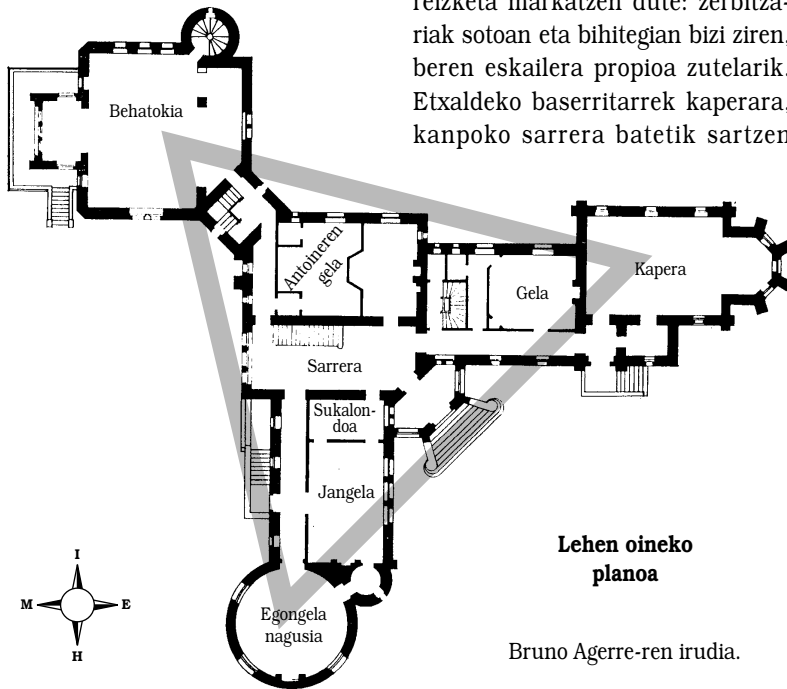 reizketa markatzen dute: zerbitza-
riak sotoan eta bihitegian bizi ziren,
beren eskailera propioa zutelarik.
Etxaldeko baserritarrek kaperara,
kanpoko sarrera batetik sartzen
Behatokia
Antoineren
gela
Gela
Kapera
Sarrera
Sukalon-
doa
Jangela
Egongela
nagusia
I
M
E
H
Lehen oineko
planoa
Bruno Agerre-ren irudia.